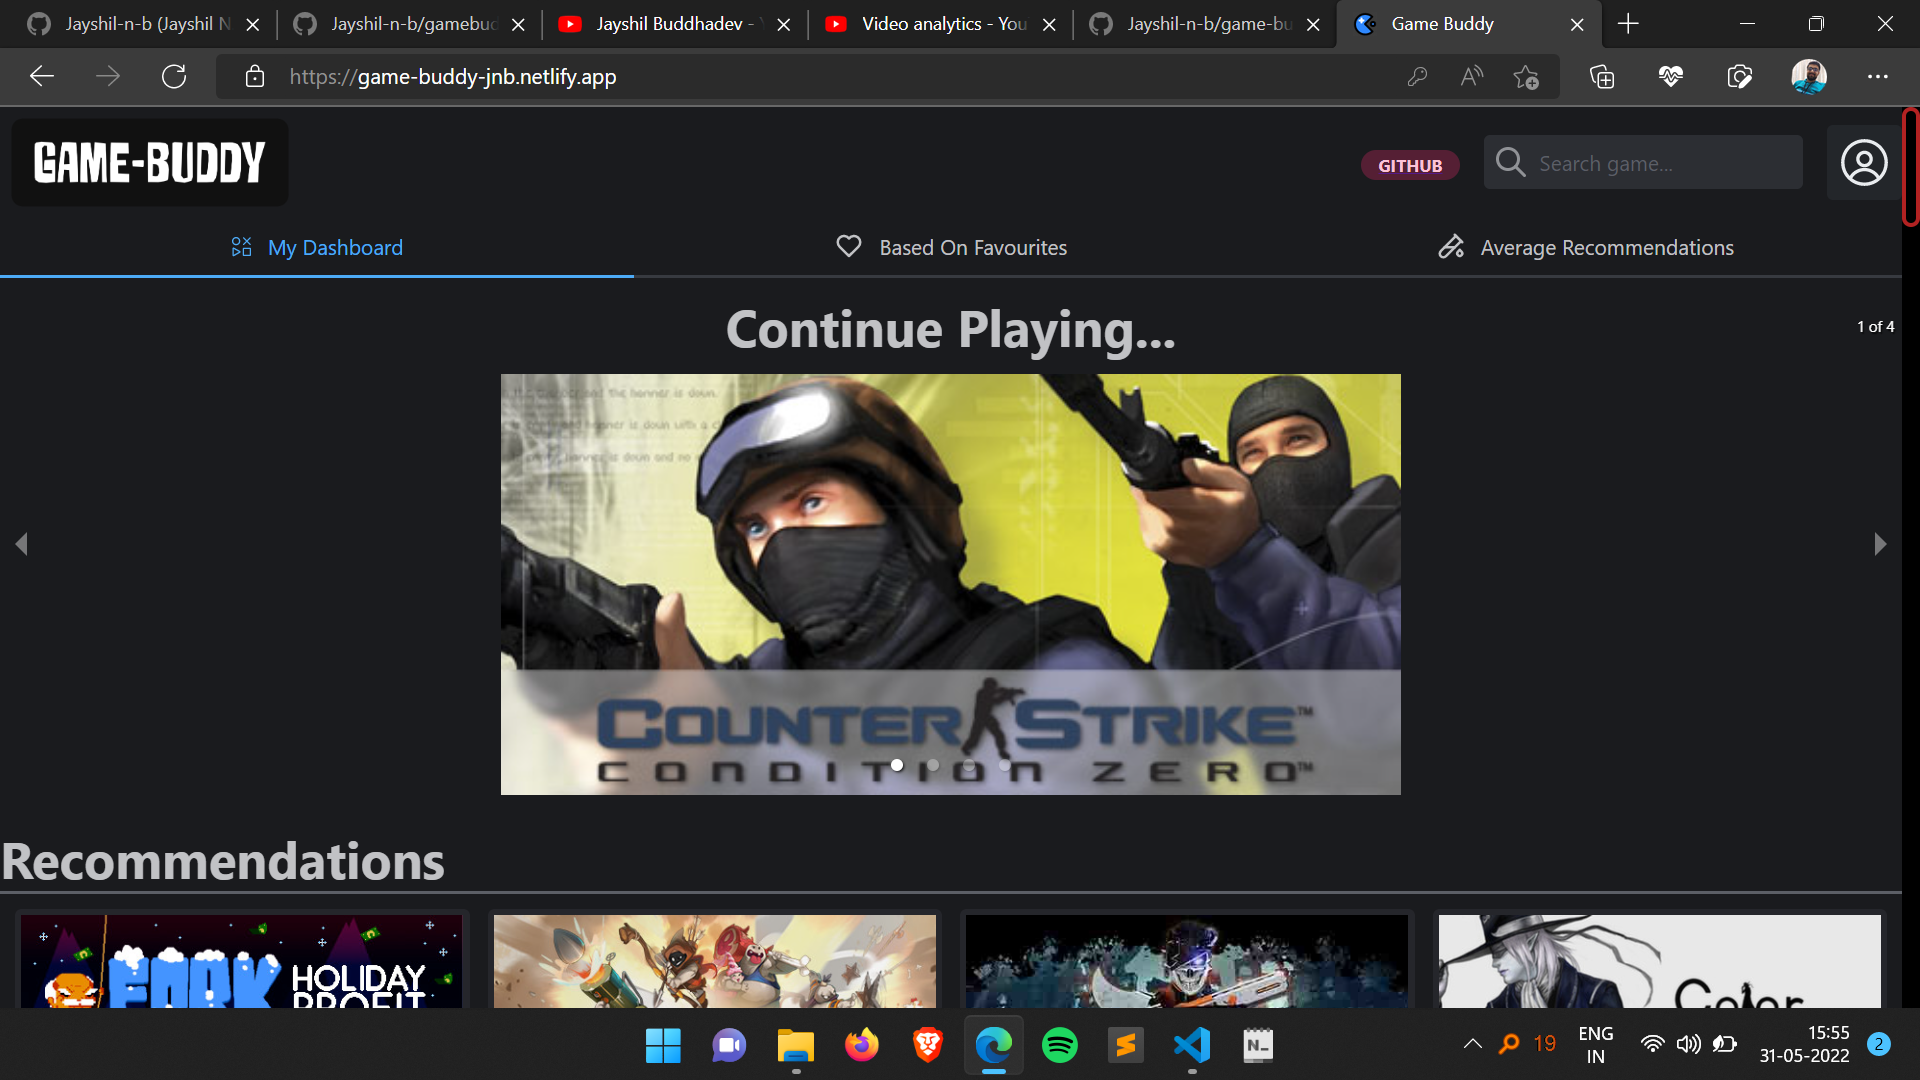 Jayshil-n-b (Jayshil N
Jayshil-n-b/gamebud
Jayshil Buddhadev -
Video analytics - You
Jayshil-n-b/game-bu
Game Buddy
https://game-buddy-jnb.netlify.app
GAME-BUDDY
GITHUB
Search game...
My Dashboard
Based On Favourites
Average Recommendations
Continue Playing...
1 of 4
COUNTER STRIKE™
CONDITION ZERO™
Recommendations
HOLIDAY
PROFIT
Color
19
ENG
IN
15:55
31-05-2022
2